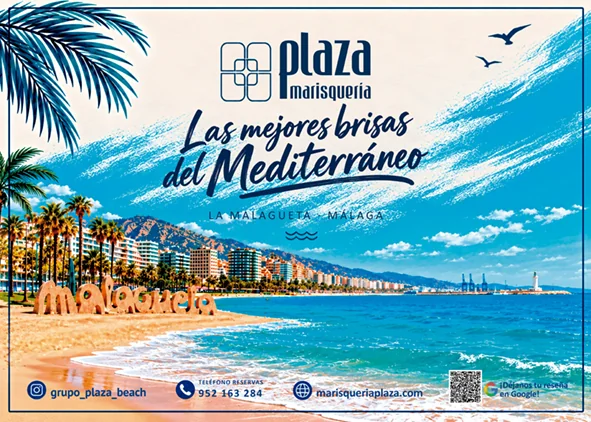 plaza
marisquería
Las mejores brisas
del Mediterráneo
LA MALAGUETA - MÁLAGA
Malagueta
grupo_plaza_beach
TELÉFONO RESERVAS
952 163 284
marisqueriaplaza.com
¡Déjanos tu reseña
en Google!